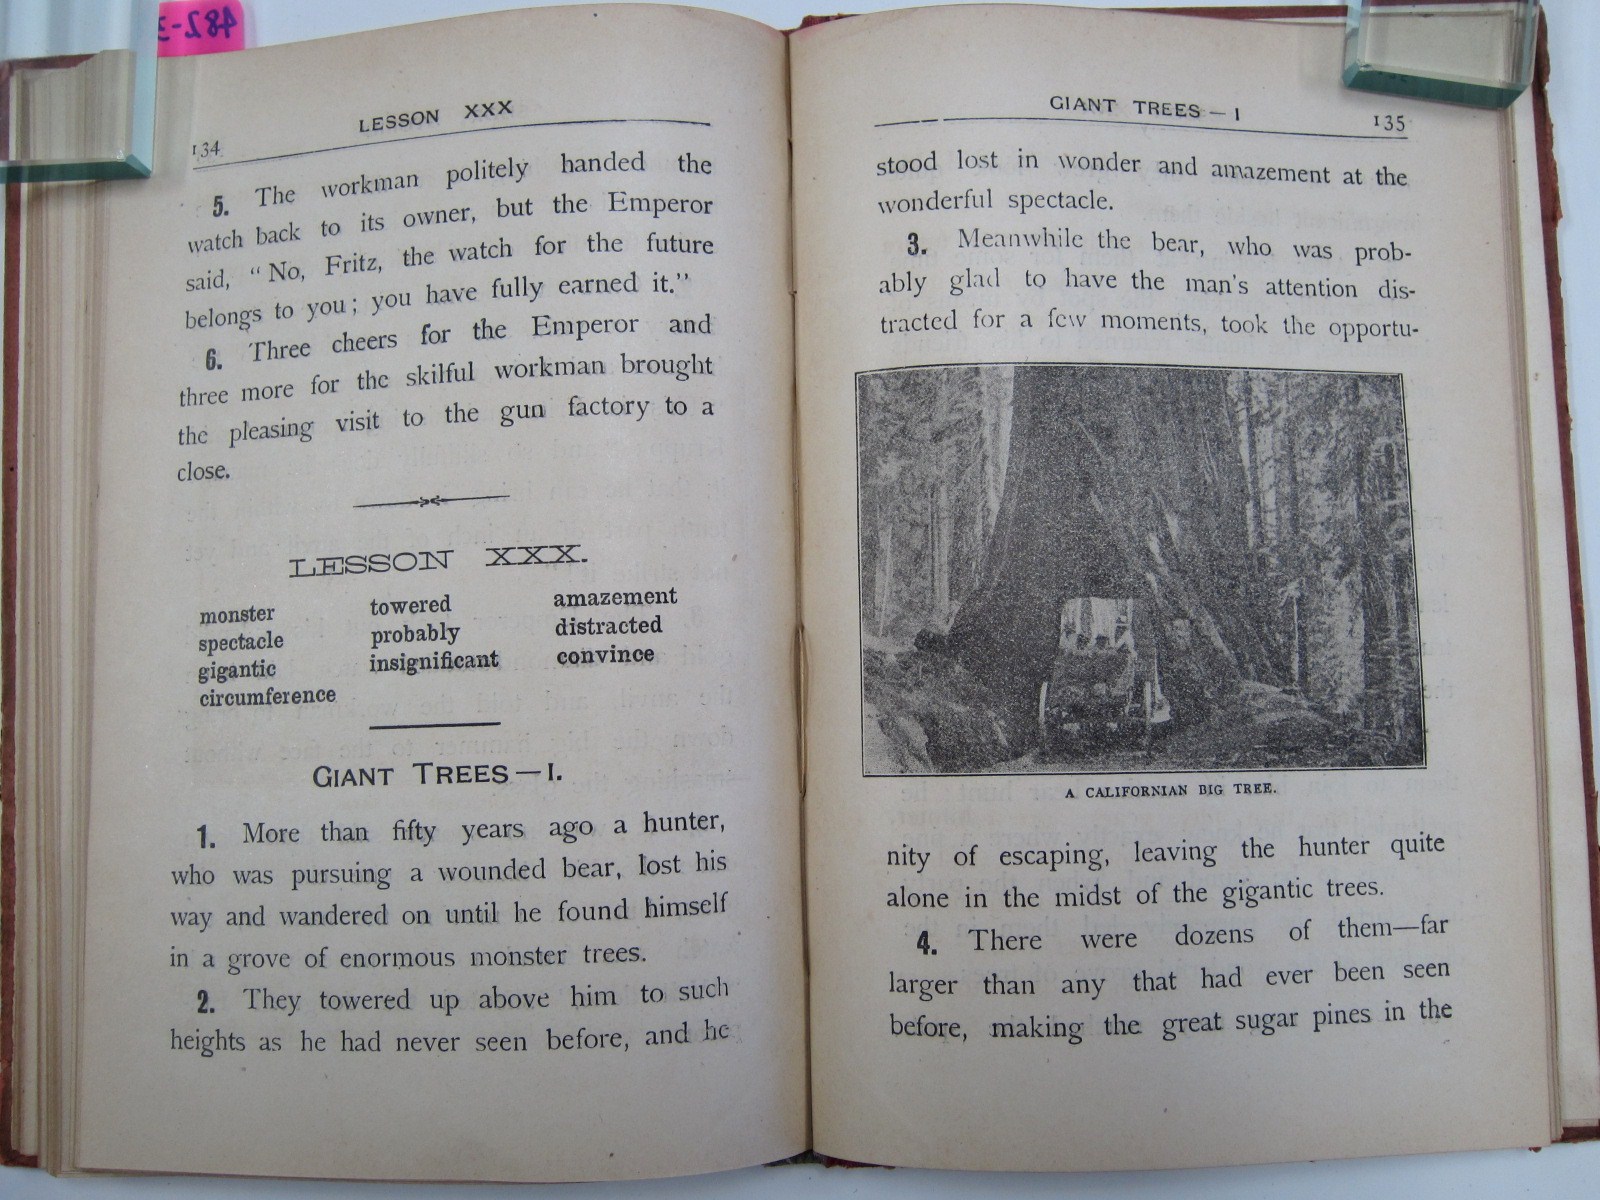 482-3
LESSON XXX
134
5. The workman politely handed the
watch back to its owner, but the Emperor
said, “No, Fritz, the watch for the future
belongs to you; you have fully earned it.”
6. Three cheers for the Emperor and
three more for the skilful workman brought
the pleasing visit to the gun factory to a
close.
LESSON XXX.
monster towered amazement
spectacle probably distracted
gigantic insignificant convince
circumference
GIANT TREES—I.
1. More than fifty years ago a hunter,
who was pursuing a wounded bear, lost his
way and wandered on until he found himself
in a grove of enormous monster trees.
2. They towered up above him to such
heights as he had never seen before, and he
GIANT TREES—I
135
stood lost in wonder and amazement at the
wonderful spectacle.
3. Meanwhile the bear, who was prob-
ably glad to have the man's attention dis-
tracted for a few moments, took the opportu-
A CALIFORNIAN BIG TREE.
nity of escaping, leaving the hunter quite
alone in the midst of the gigantic trees.
4. There were dozens of them—far
larger than any that had ever been seen
before, making the great sugar pines in the